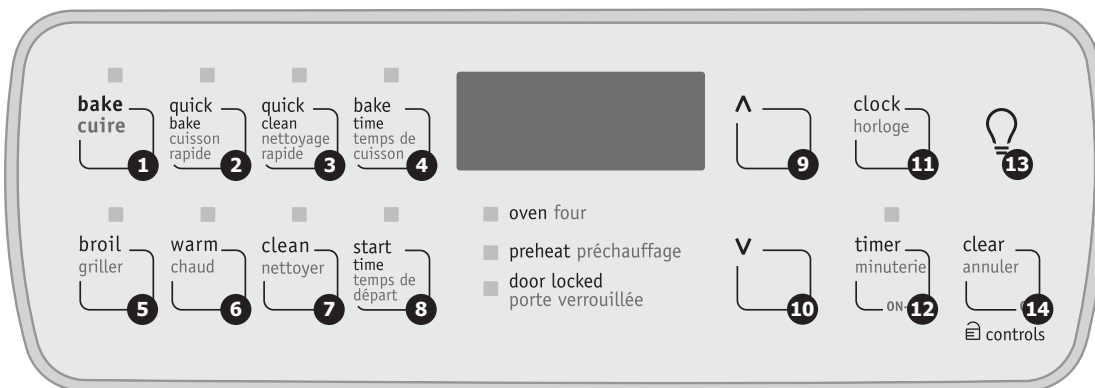 bake
cuire
1
quick
bake
cuisson
rapide
2
quick
clean
nettoyage
rapide
3
bake
time
temps de
cuisson
4
Λ
9
clock
horloge
11
13
broil
griller
5
warm
chaud
6
clean
nettoyer
7
start
time
temps de
départ
8
oven four
preheat préchauffage
door locked
porte verrouillée
V
10
timer
minuterie
ON
12
clear
annuler
14
controls